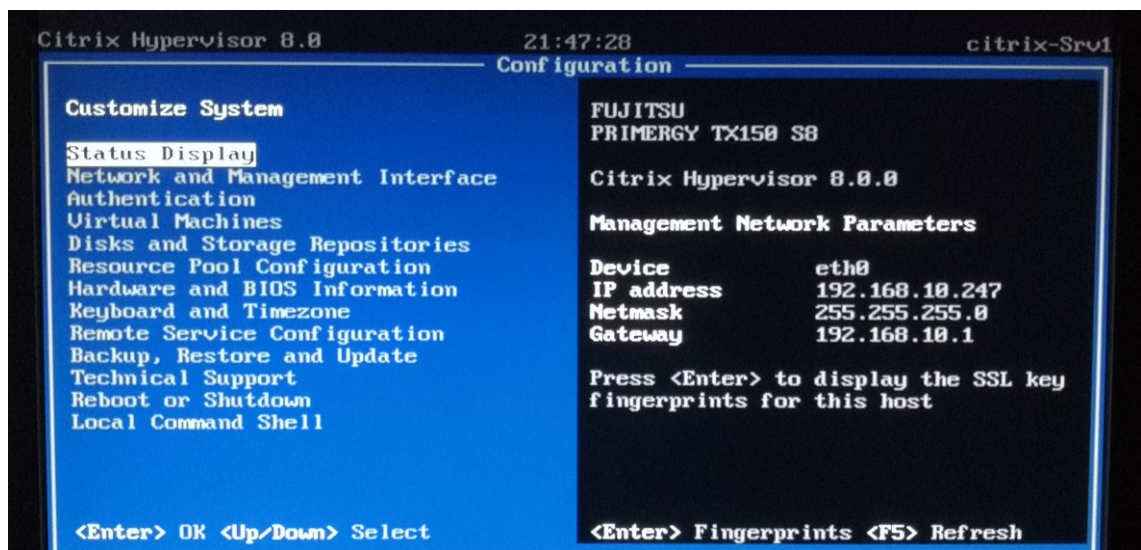 Citrix Hypervisor 8.0 21:47:28 citrix-Srv1
Configuration
Customize System
Status Display
Network and Management Interface
Authentication
Virtual Machines
Disks and Storage Repositories
Resource Pool Configuration
Hardware and BIOS Information
Keyboard and Timezone
Remote Service Configuration
Backup, Restore and Update
Technical Support
Reboot or Shutdown
Local Command Shell
<Enter> OK <Up/Down> Select
FUJITSU
PRIMERGY TX150 S8
Citrix Hypervisor 8.0.0
Management Network Parameters
Device eth0
IP address 192.168.10.247
Netmask 255.255.255.0
Gateway 192.168.10.1
Press <Enter> to display the SSL key
fingerprints for this host
<Enter> Fingerprints <F5> Refresh